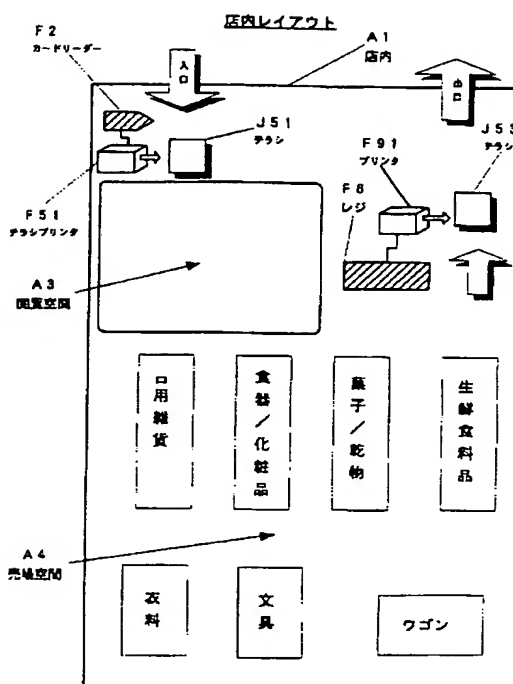 店内レイアウト
F2
カードリーダー
入口
A1
店内
出口
J51
チラシ
F91
プリンタ
J53
チラシ
F51
チラシプリンタ
F8
レジ
A3
閲覧空間
日用雑貨
食器/化粧品
菓子/乾物
生鮮食料品
A4
売場空間
衣料
文具
ワゴン